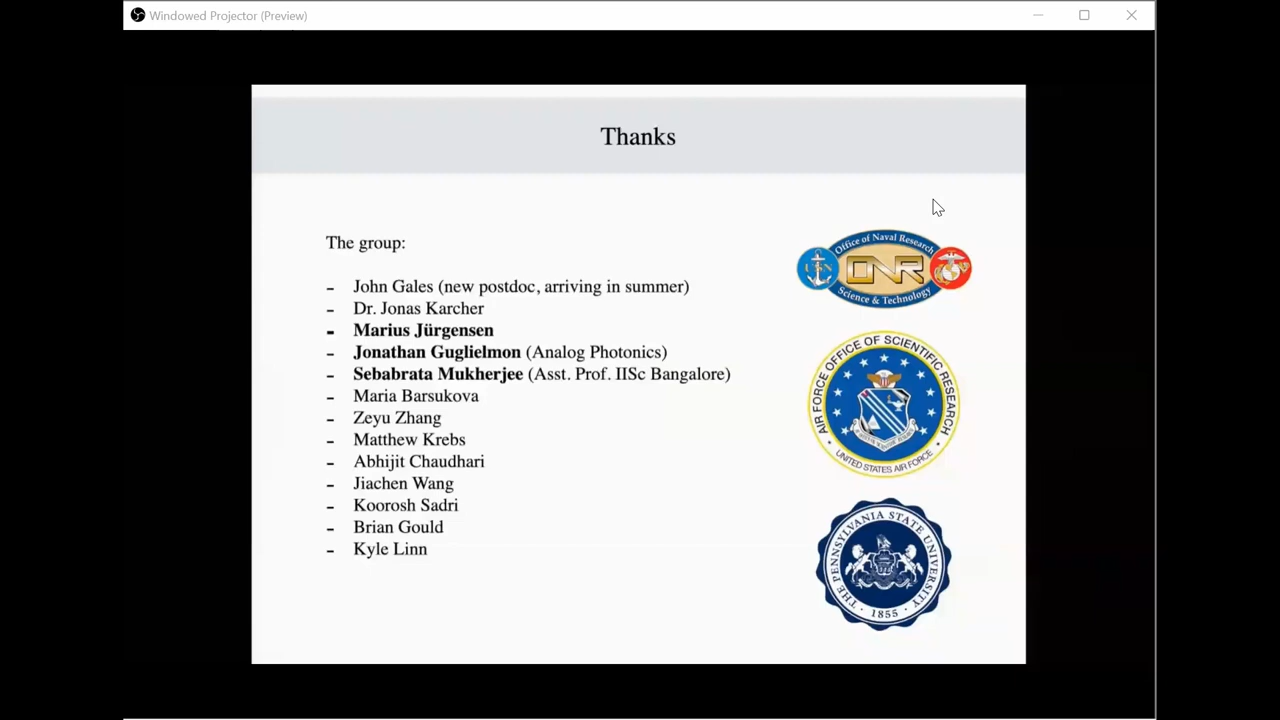 Windowed Projector (Preview)
Thanks
The group:
- John Gales (new postdoc, arriving in summer)
- Dr. Jonas Karcher
- Marius Jürgensen
- Jonathan Guglielmon (Analog Photonics)
- Sebabrata Mukherjee (Asst. Prof. IISc Bangalore)
- Maria Barsukova
- Zeyu Zhang
- Matthew Krebs
- Abhijit Chaudhari
- Jiachen Wang
- Koorosh Sadri
- Brian Gould
- Kyle Linn
Office of Naval Research
USN
ONR
Science & Technology
AIR FORCE OFFICE OF SCIENTIFIC RESEARCH
UNITED STATES AIR FORCE
THE PENNSYLVANIA STATE UNIVERSITY
1855